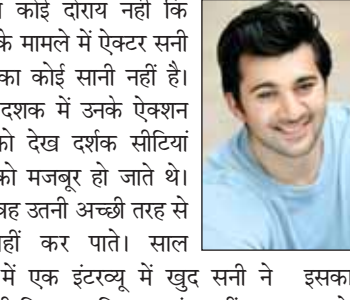 कोई दोराय नहीं कि
के मामले में ऐक्टर सनी
का कोई सानी नहीं है।
दशक में उनके ऐक्शन
को देख दर्शक सीटियां
को मजबूर हो जाते थे।
वह उतनी अच्छी तरह से
नहीं कर पाते। साल
में एक इंटरव्यू में खुद सनी ने इसका